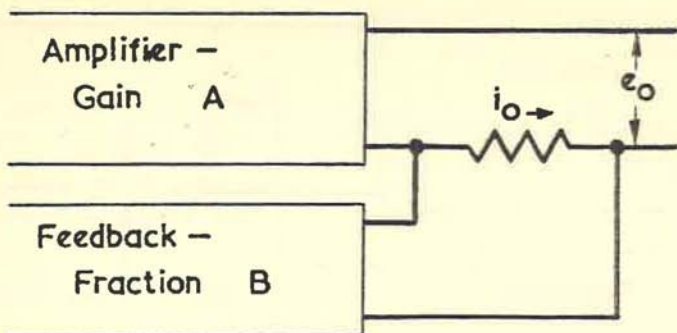 Amplifier –
Gain A
i₀→
e₀
Feedback –
Fraction B